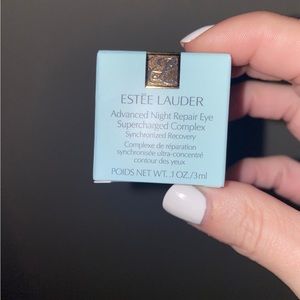 ESTĒE LAUDER
Advanced Night Repair Eye
Supercharged Complex
Synchronized Recovery
Complexe de réparation
synchronisée ultra-concentré
contour des yeux
POIDS NET WT. .1 OZ./3ml